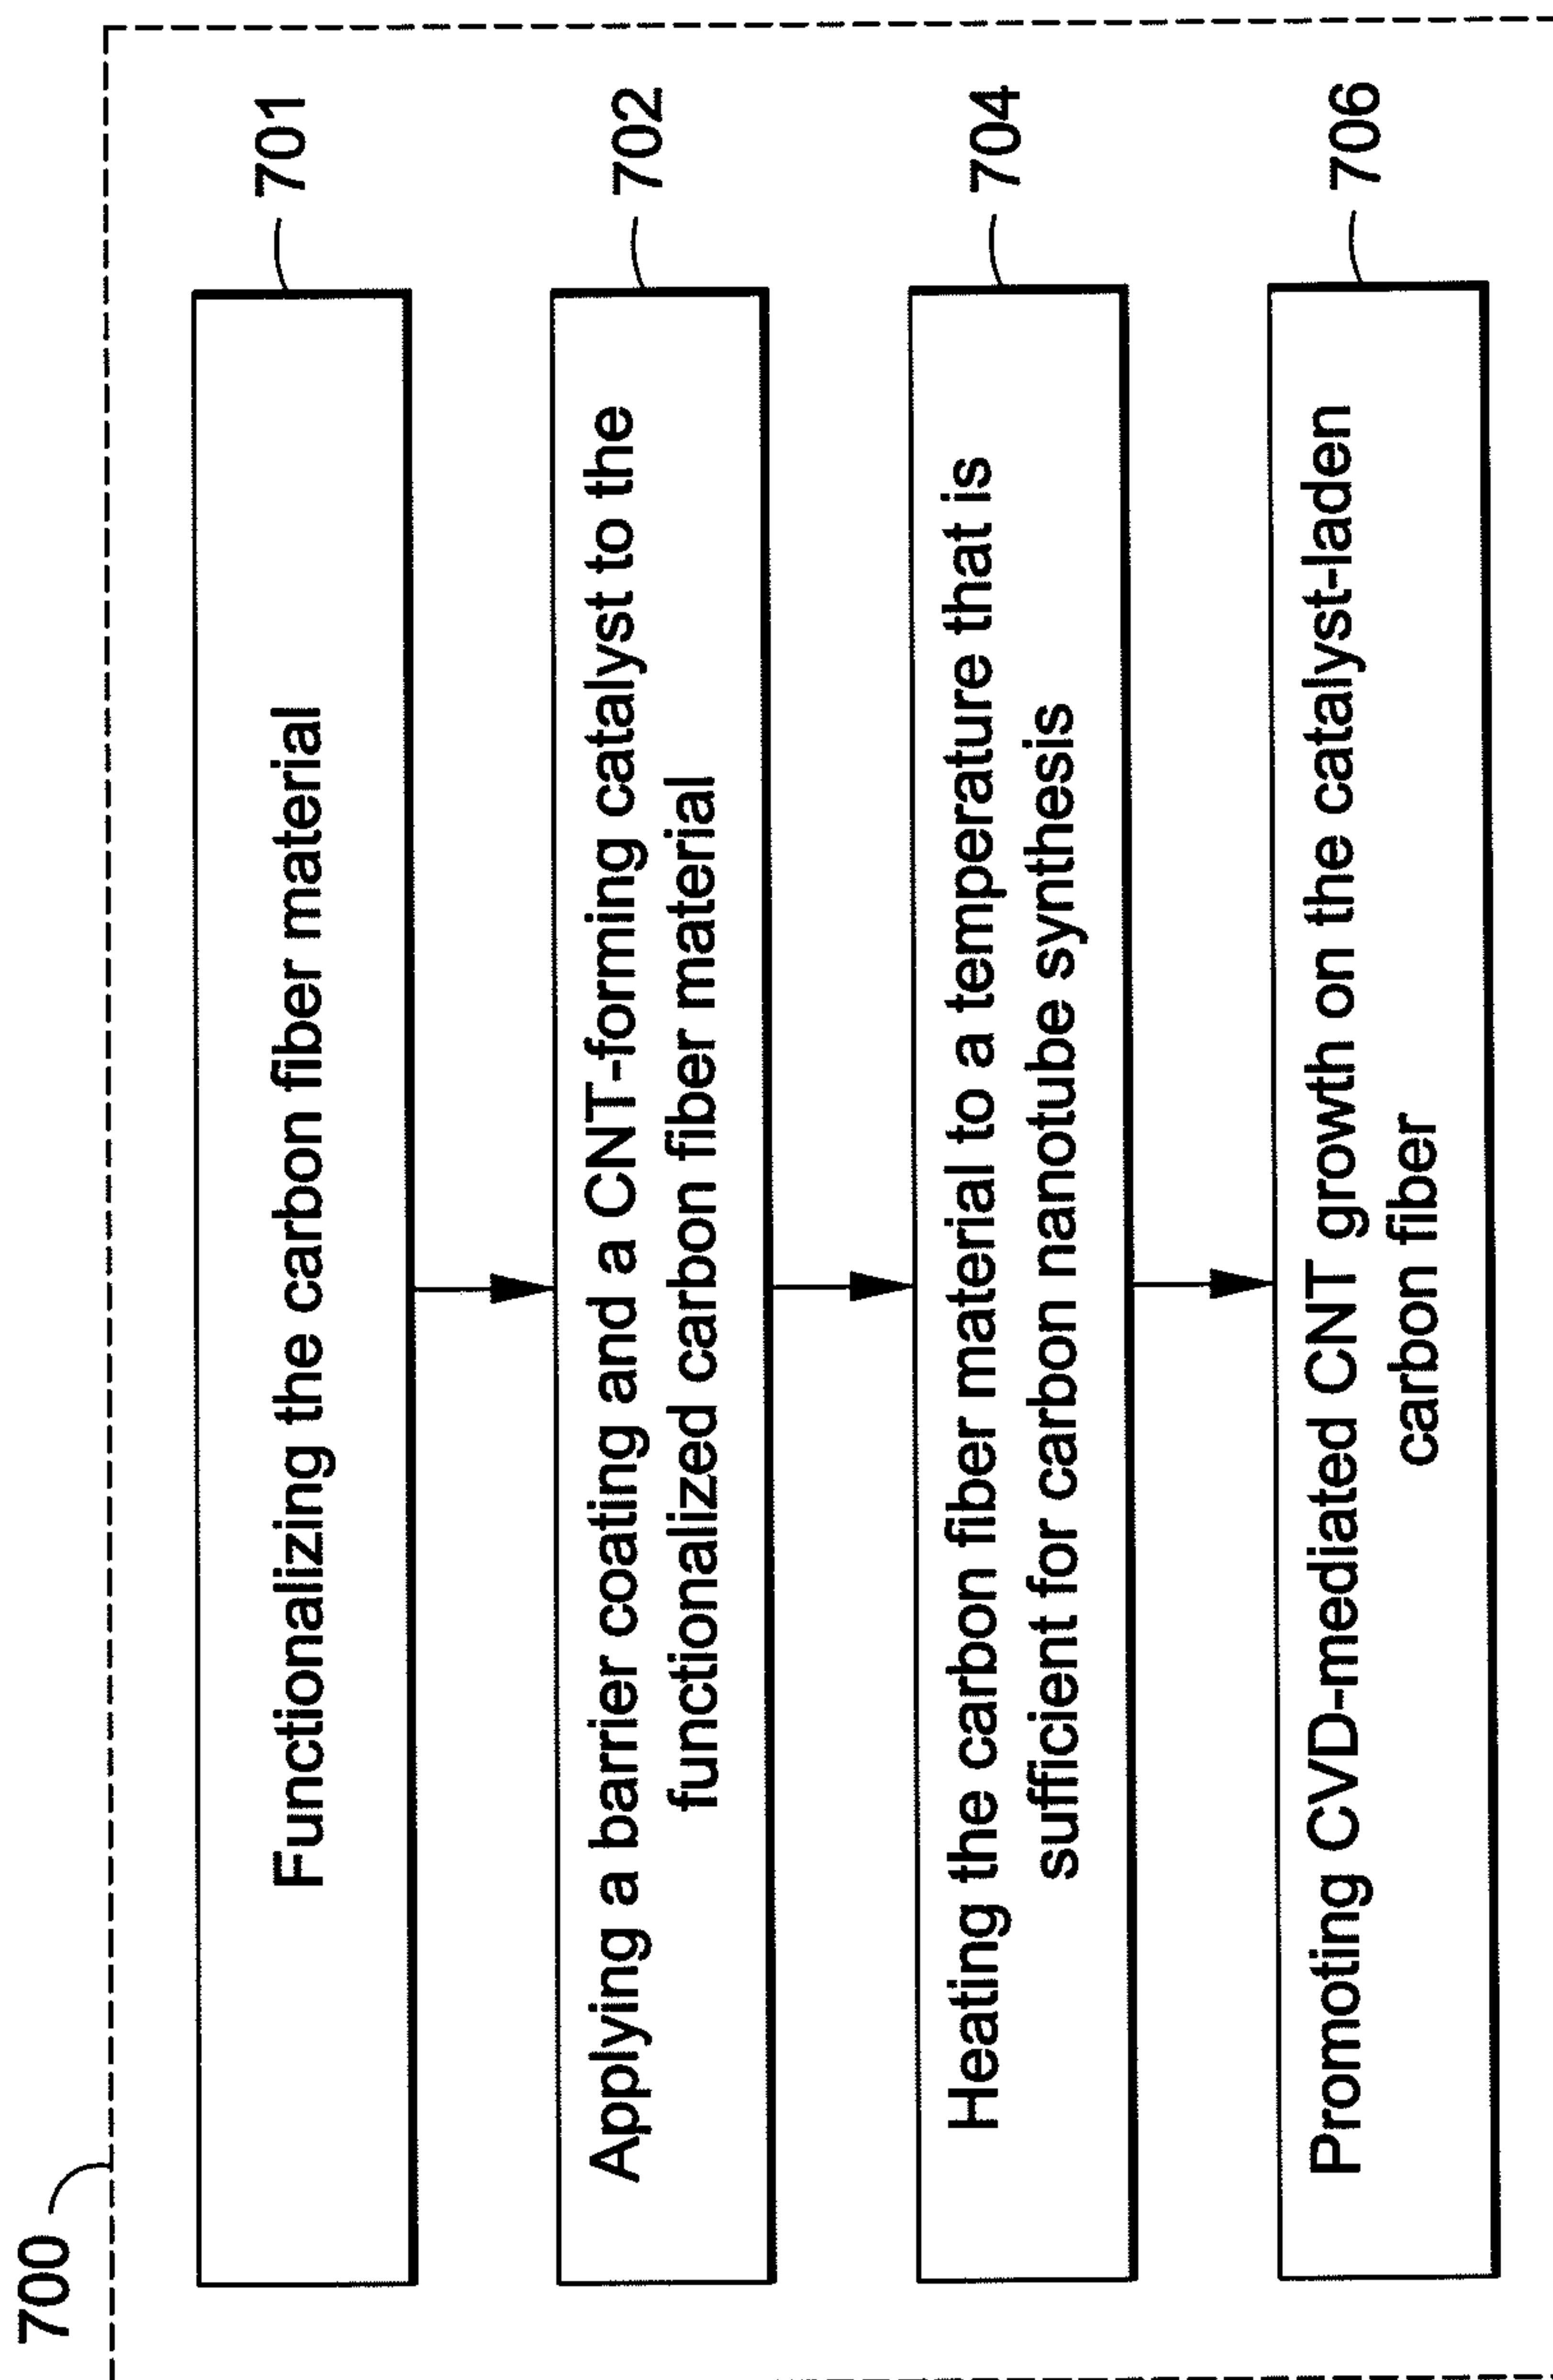 700
Functionalizing the carbon fiber material
701
Applying a barrier coating and a CNT-forming catalyst to the
functionalized carbon fiber material
702
Heating the carbon fiber material to a temperature that is
sufficient for carbon nanotube synthesis
704
Promoting CVD-mediated CNT growth on the catalyst-laden
carbon fiber
706